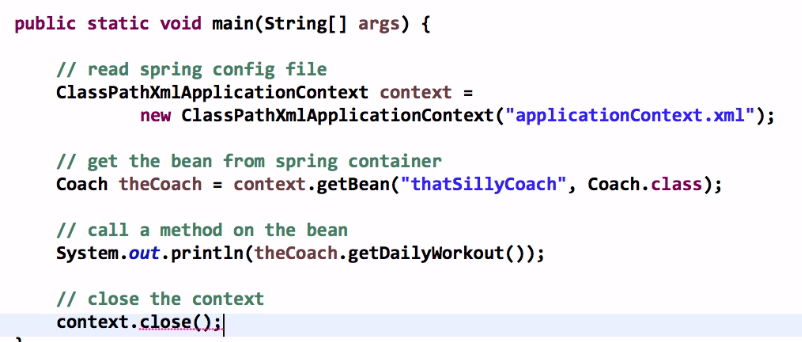 public static void main(String[] args) {
// read spring config file
ClassPathXmlApplicationContext context =
new ClassPathXmlApplicationContext("applicationContext.xml");
// get the bean from spring container
Coach theCoach = context.getBean("thatSillyCoach", Coach.class);
// call a method on the bean
System.out.println(theCoach.getDailyWorkout());
// close the context
context.close();
}